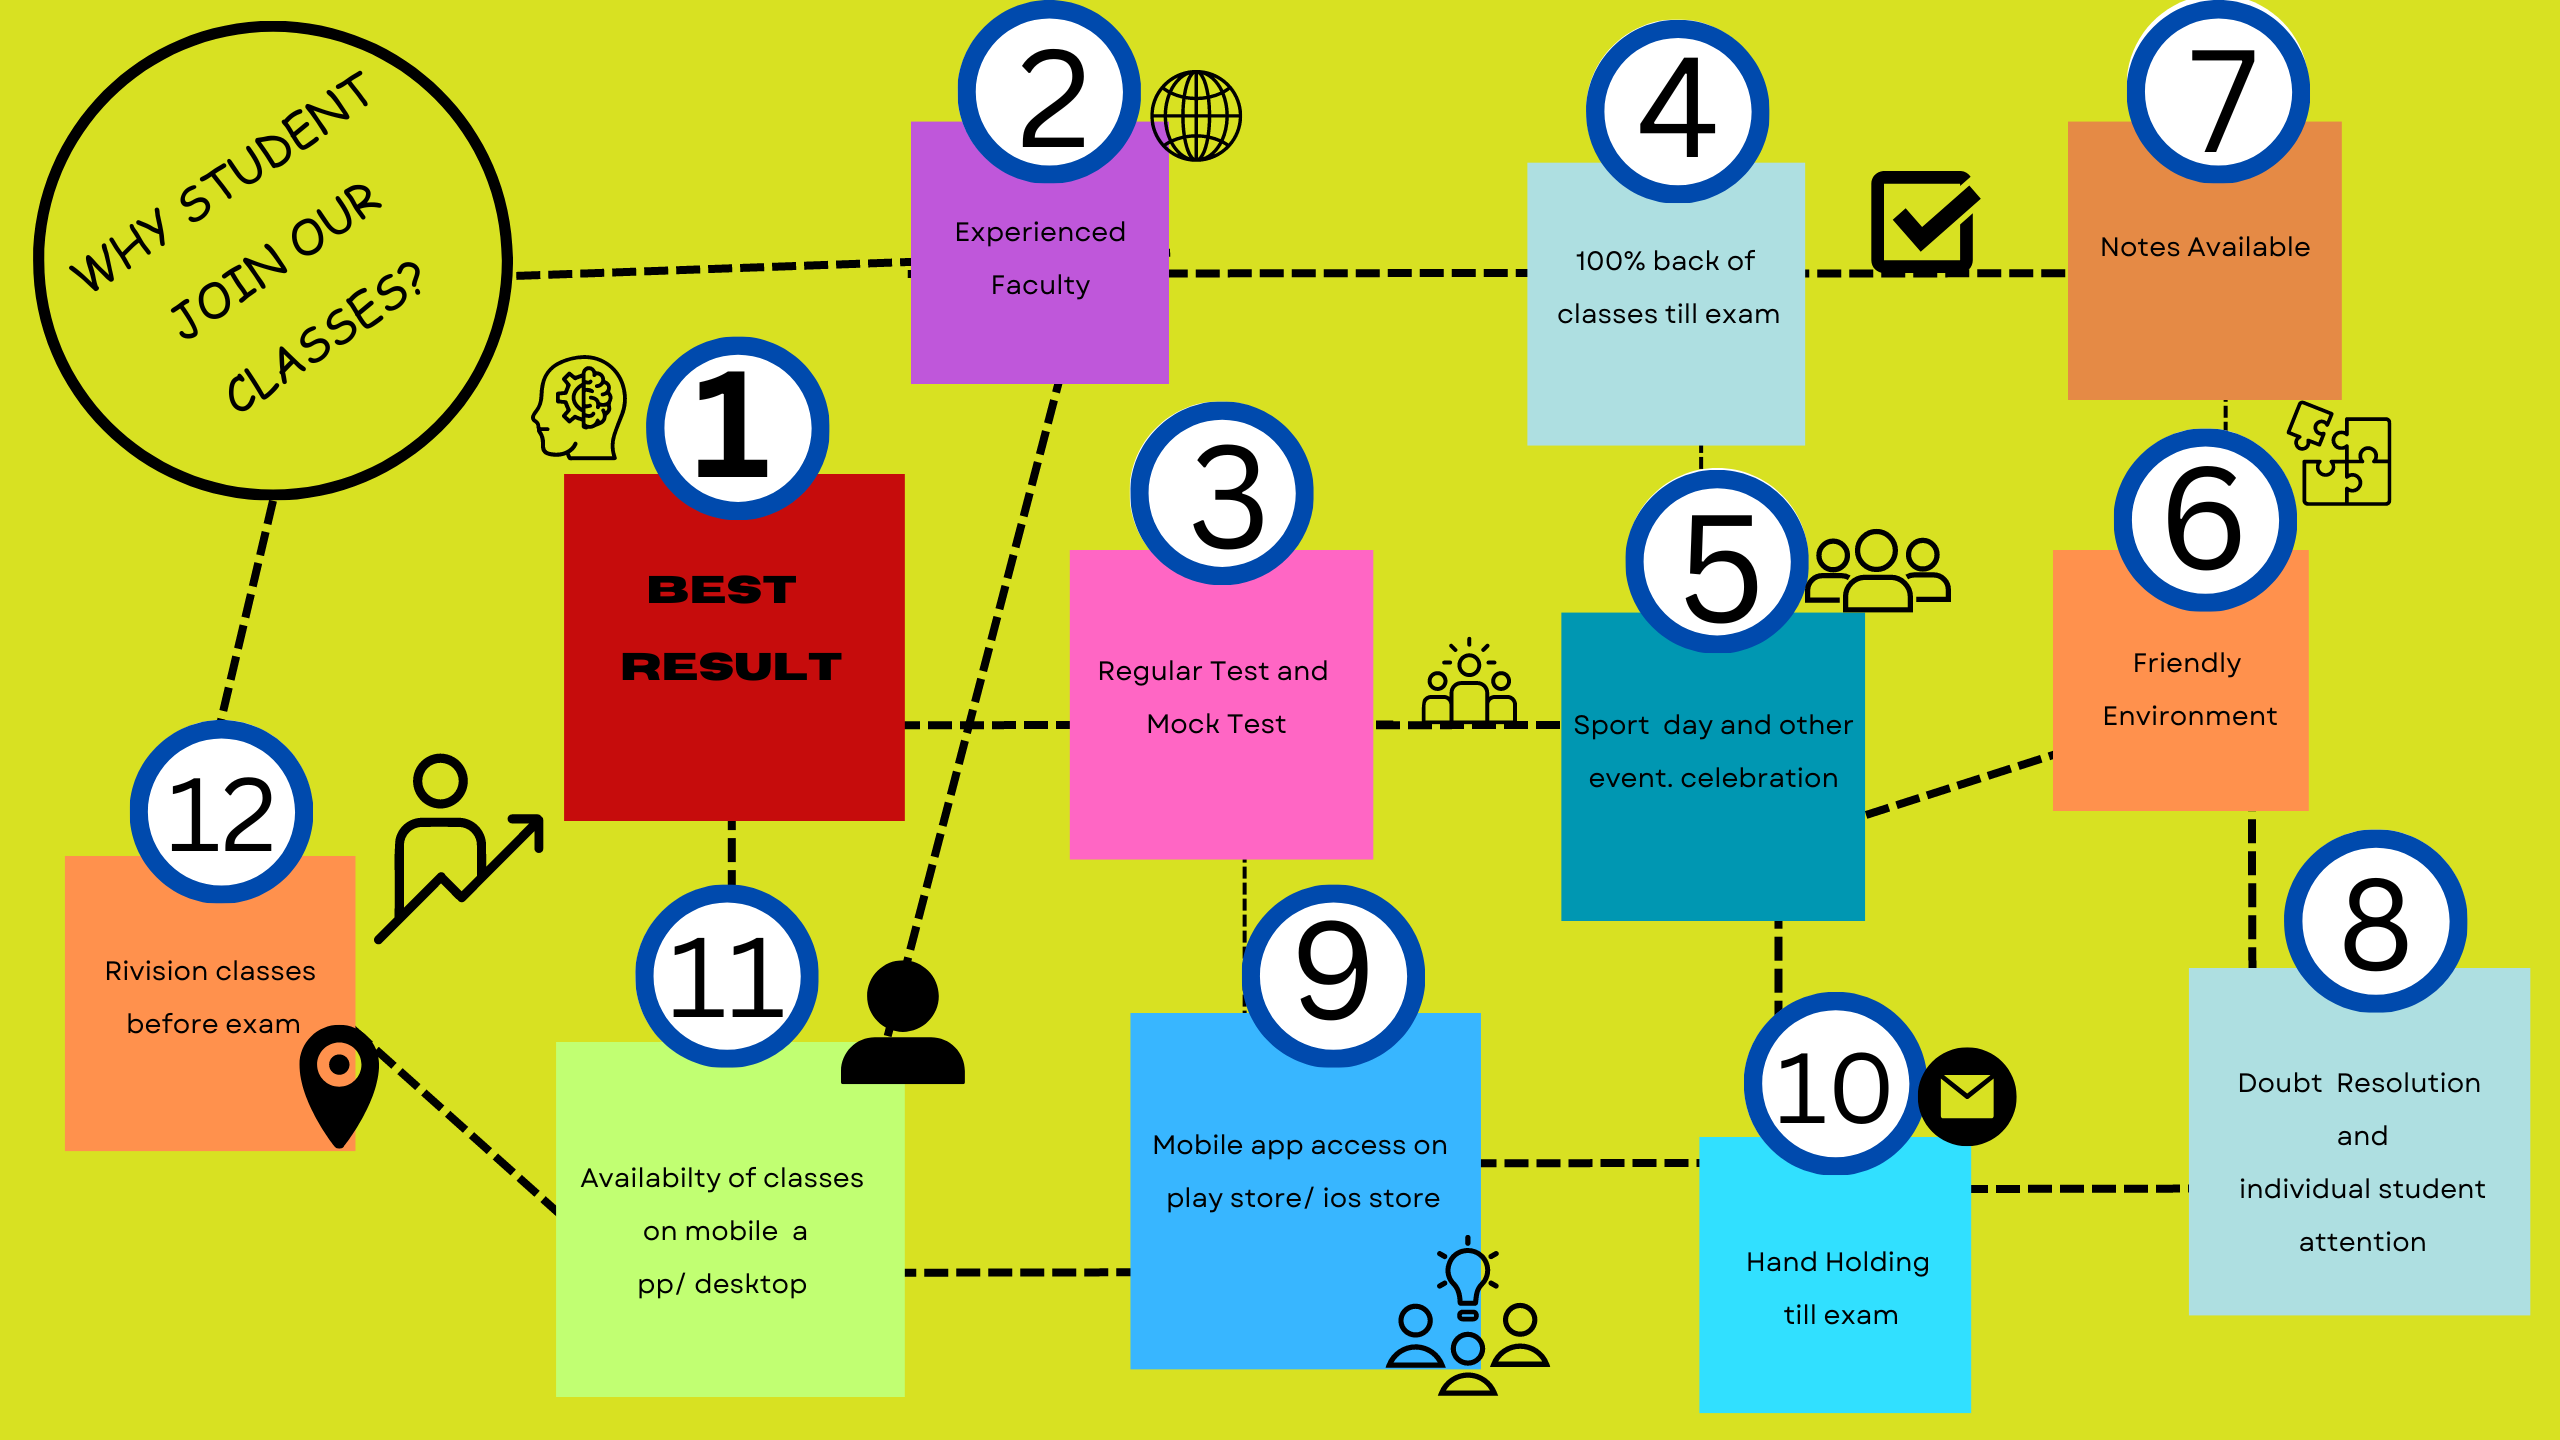 WHY STUDENT
JOIN OUR
CLASSES?
1
BEST
RESULT
2
Experienced
Faculty
3
Regular Test and
Mock Test
4
100% back of
classes till exam
5
Sport  day and other
event. celebration
6
Friendly
Environment
7
Notes Available
8
Doubt  Resolution
and
individual student
attention
9
Mobile app access on
play store/ ios store
10
Hand Holding
till exam
11
Availabilty of classes
on mobile  a
pp/ desktop
12
Rivision classes
before exam